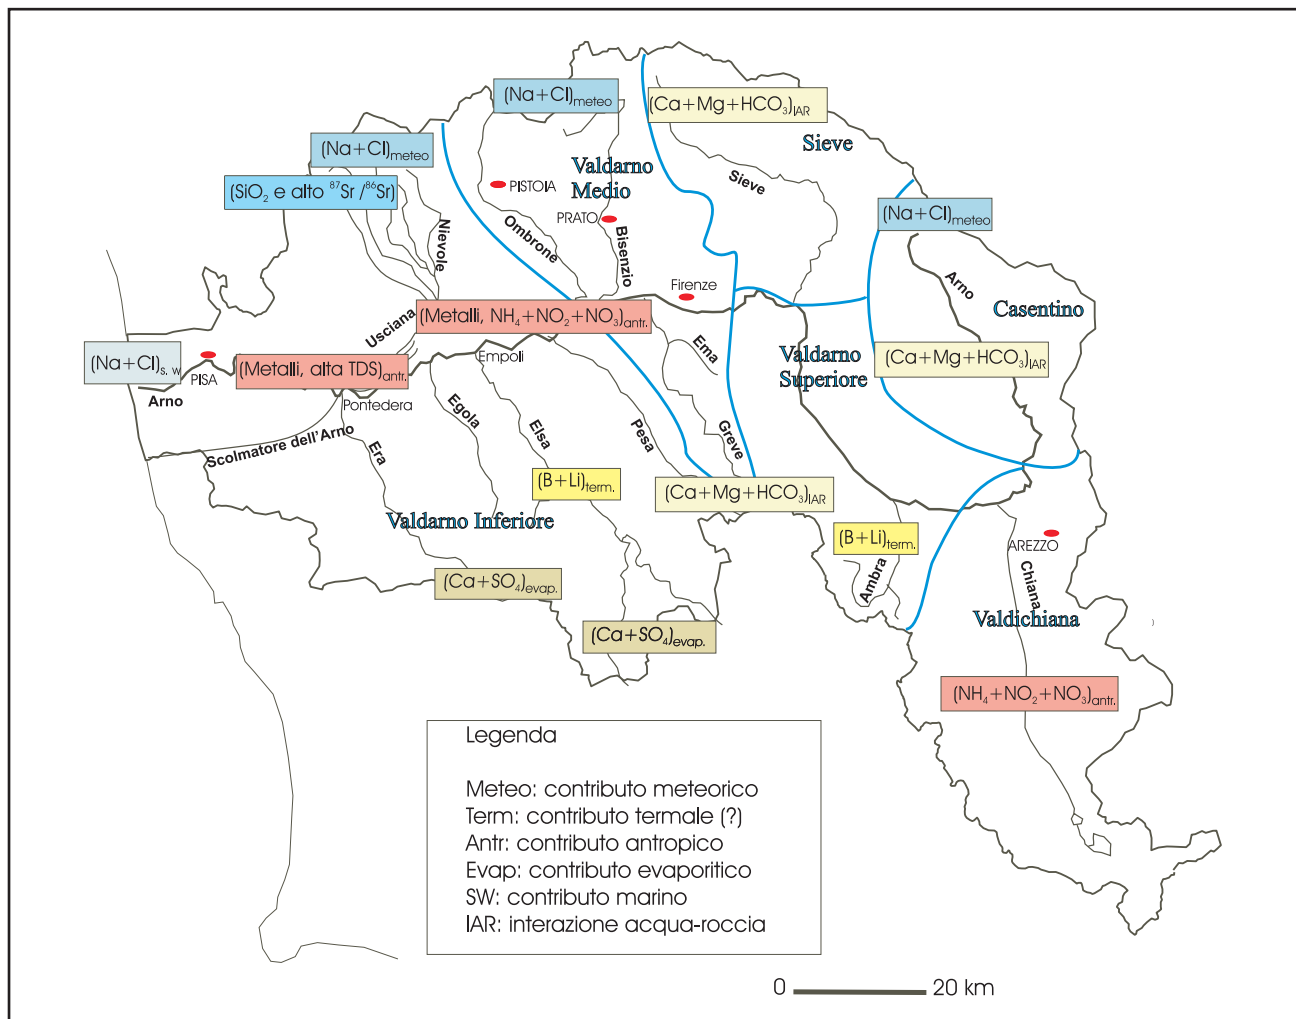 (Na+Cl)meteo
(Ca+Mg+HCO₃)IAR
Sieve
(Na+Cl)meteo
Valdarno
Medio
Sieve
(SiO₂ e alto ⁸⁷Sr/⁸⁶Sr)
PISTOIA
PRATO
(Na+Cl)meteo
Nievole
Ombrone
Bisenzio
Firenze
Arno
Casentino
Usciana
(Metalli, NH₄+NO₂+NO₃)antr.
Ema
(Na+Cl)s. w
PISA
(Metalli, alta TDS)antr.
Empoli
Valdarno
Superiore
(Ca+Mg+HCO₃)IAR
Arno
Pontedera
Scolmatore dell'Arno
Era
Egola
Elsa
Pesa
Greve
(B+Li)term.
(Ca+Mg+HCO₃)IAR
Valdarno Inferiore
(B+Li)term.
AREZZO
Ambra
Chiana
(Ca+SO₄)evap.
Valdichiana
(Ca+SO₄)evap.
(NH₄+NO₂+NO₃)antr.
Legenda
Meteo: contributo meteorico
Term: contributo termale (?)
Antr: contributo antropico
Evap: contributo evaporitico
SW: contributo marino
IAR: interazione acqua-roccia
0 20 km